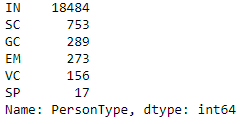 IN    18484
SC      753
GC      289
EM      273
VC      156
SP       17
Name: PersonType, dtype: int64